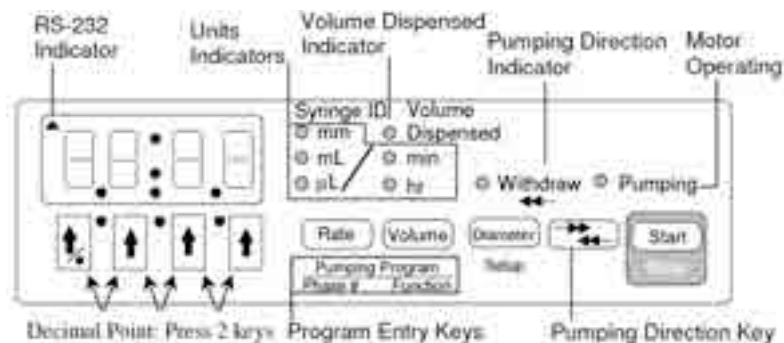 RS-232
Indicator
Units
Indicators
Volume Dispensed
Indicator
Pumping Direction
Indicator
Motor
Operating
Syringe ID Volume
mm Dispensed
mL / min
µL hr
Withdraw Pumping
Rate Volume Diameter Start
Setup
Pumping Program
Phase # Function
Decimal Point: Press 2 keys Program Entry Keys Pumping Direction Key